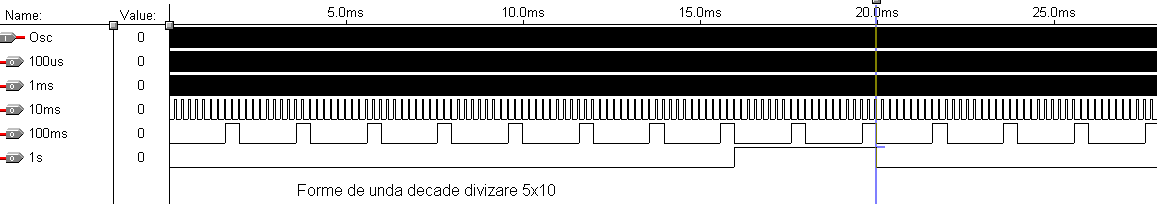 Name: Value: 5.0ms 10.0ms 15.0ms 20.0ms 25.0ms
Osc 0
100us 0
1ms 0
10ms 0
100ms 0
1s 0
Forme de unda decade divizare 5x10